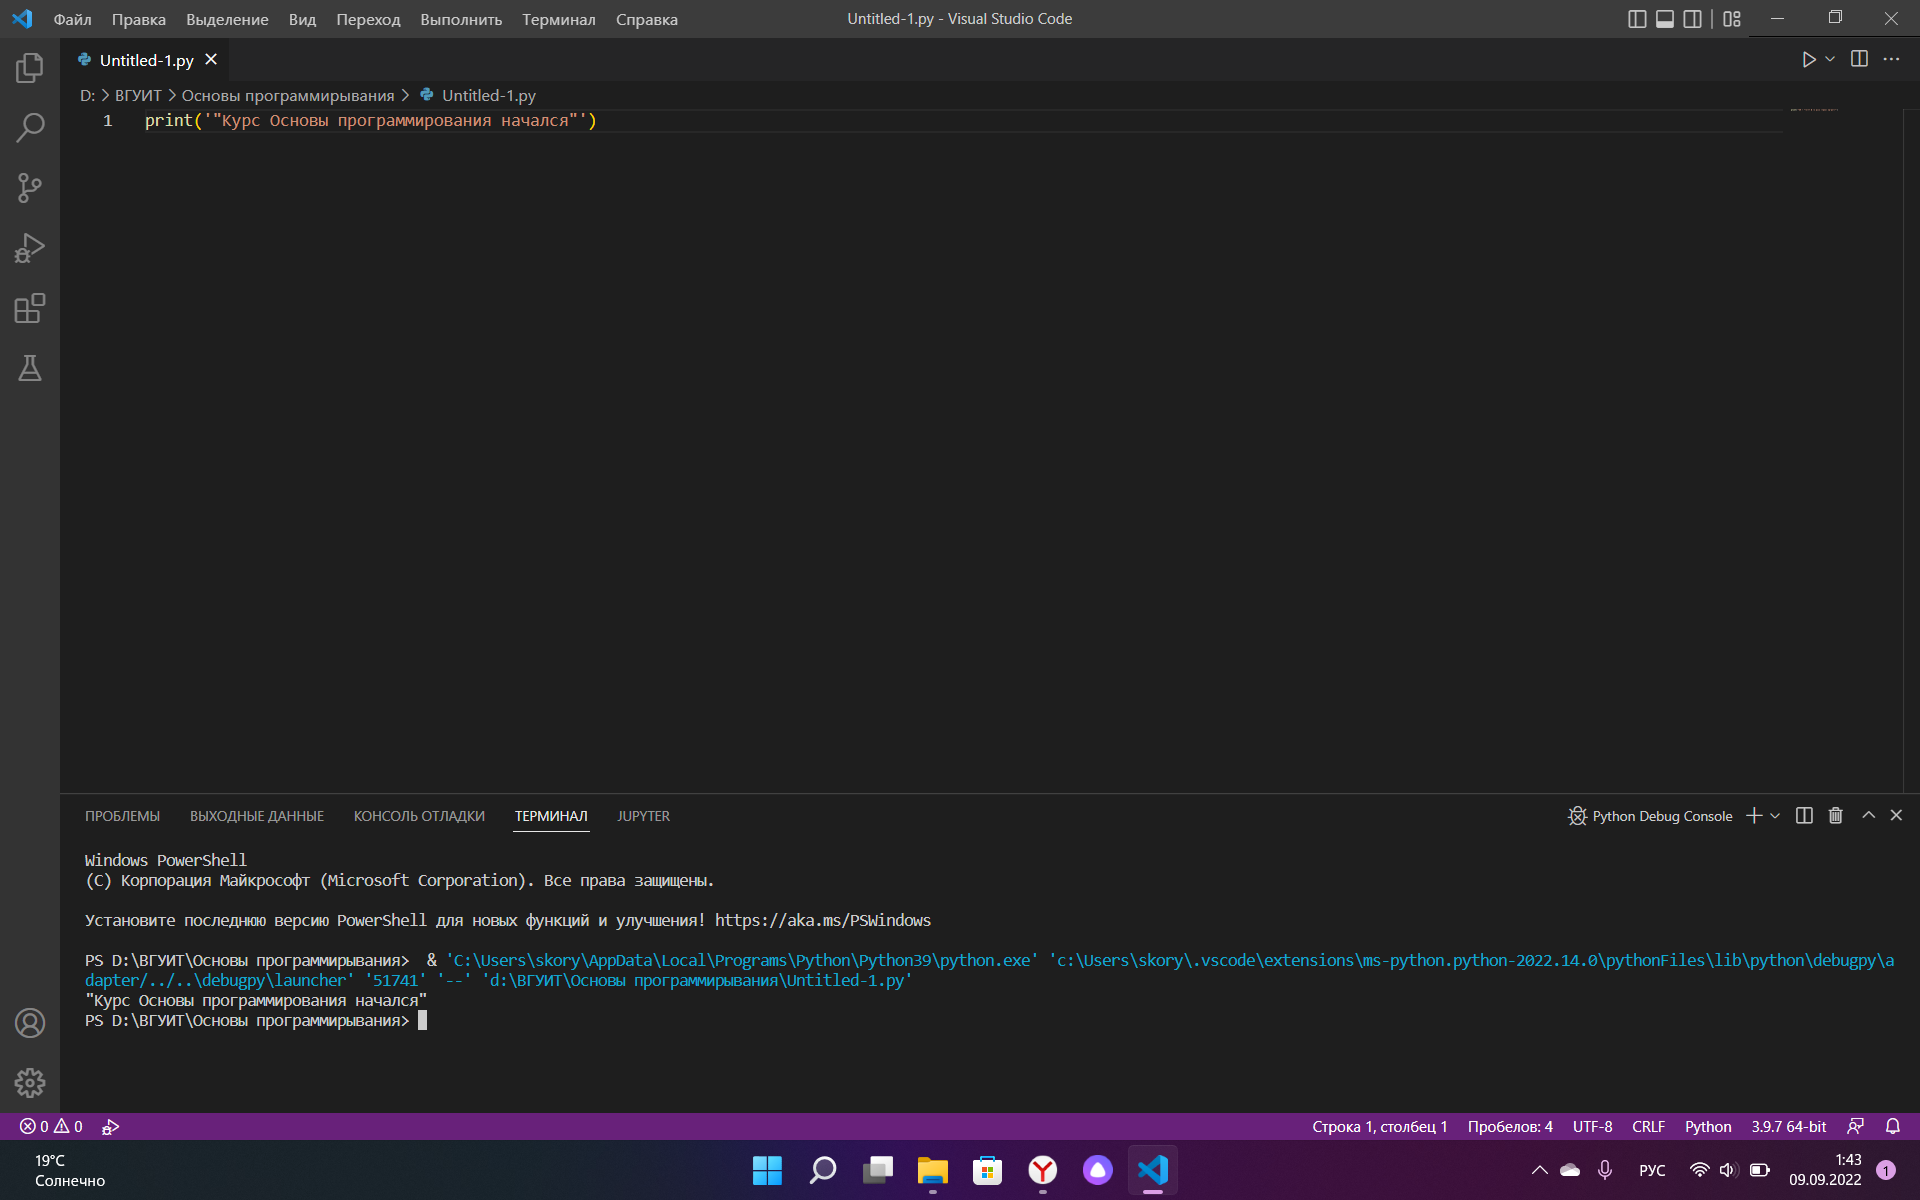 Файл Правка Выделение Вид Переход Выполнить Терминал Справка
Untitled-1.py - Visual Studio Code
Untitled-1.py
D: > ВГУИТ > Основы программирывания > Untitled-1.py
1 print('"Курс Основы программирования начался"')
ПРОБЛЕМЫ ВЫХОДНЫЕ ДАННЫЕ КОНСОЛЬ ОТЛАДКИ ТЕРМИНАЛ JUPYTER
Python Debug Console
Windows PowerShell
(C) Корпорация Майкрософт (Microsoft Corporation). Все права защищены.
Установите последнюю версию PowerShell для новых функций и улучшения! https://aka.ms/PSWindows
PS D:\ВГУИТ\Основы программирывания>  & 'C:\Users\skory\AppData\Local\Programs\Python\Python39\python.exe' 'c:\Users\skory\.vscode\extensions\ms-python.python-2022.14.0\pythonFiles\lib\python\debugpy\a
dapter/../..\debugpy\launcher' '51741' '--' 'd:\ВГУИТ\Основы программирывания\Untitled-1.py'
"Курс Основы программирования начался"
PS D:\ВГУИТ\Основы программирывания>
0 0
Строка 1, столбец 1 Пробелов: 4 UTF-8 CRLF Python 3.9.7 64-bit
19°C
Солнечно
РУС
1:43
09.09.2022
1